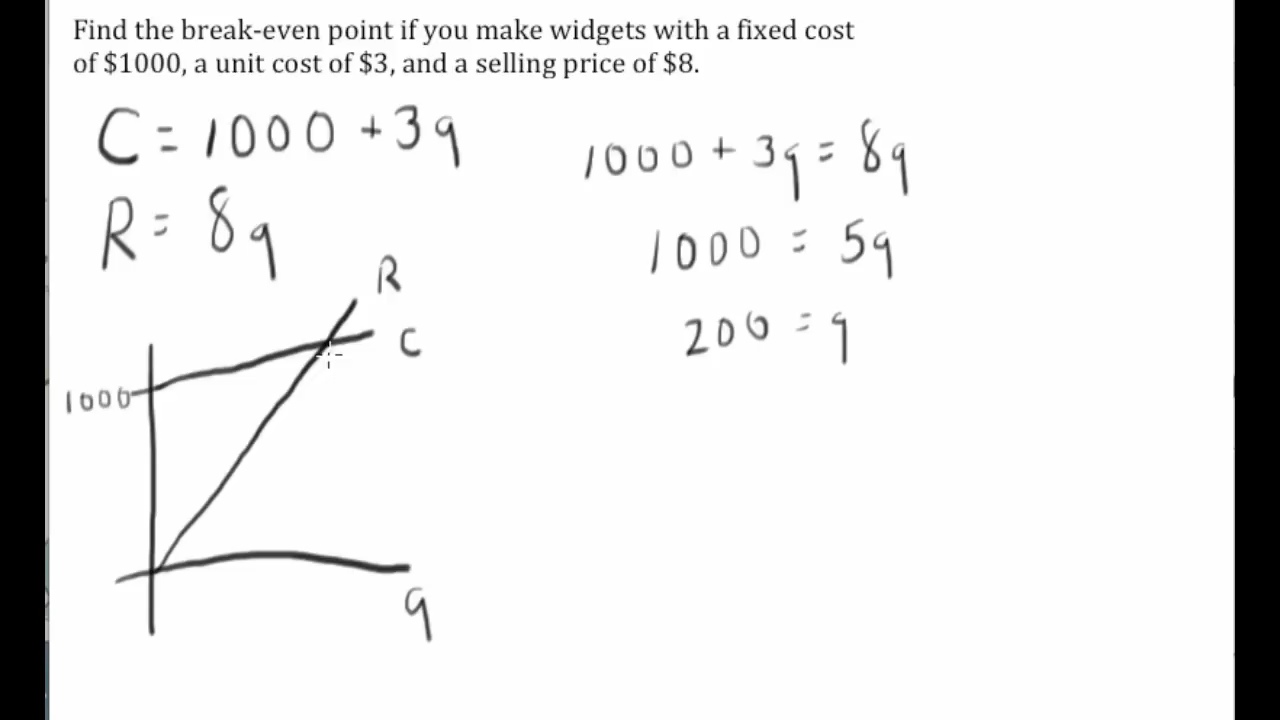 Find the break-even point if you make widgets with a fixed cost
of $1000, a unit cost of $3, and a selling price of $8.
C = 1000 + 3q
R = 8q
1000 + 3q = 8q
1000 = 5q
200 = q
R
C
1000
q